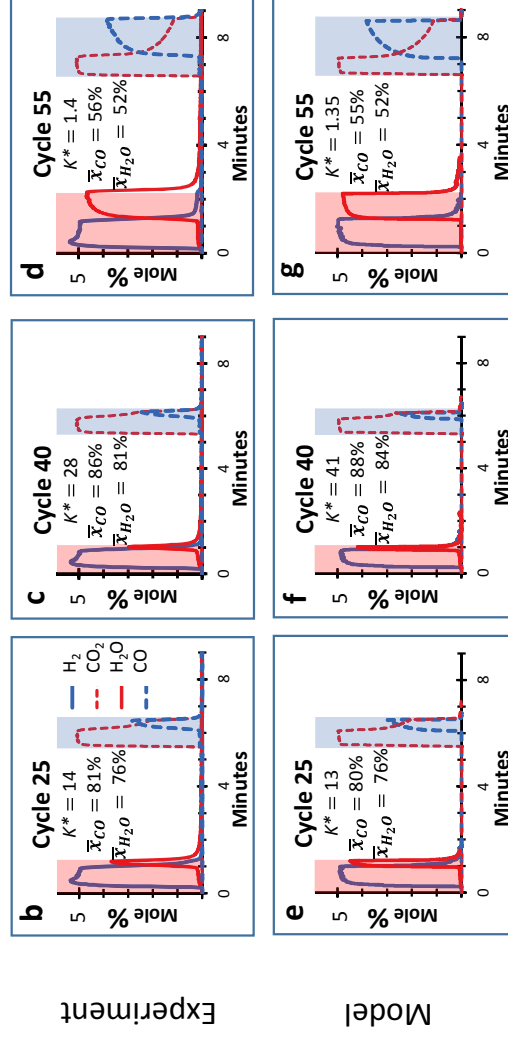 Experiment
b
Cycle 25
K* = 14
x̄CO = 81%
x̄H2O = 76%
H2
CO2
H2O
CO
5
Mole %
0
4
8
Minutes
c
Cycle 40
K* = 28
x̄CO = 86%
x̄H2O = 81%
5
Mole %
0
4
8
Minutes
d
Cycle 55
K* = 1.4
x̄CO = 56%
x̄H2O = 52%
5
Mole %
0
4
8
Minutes
Model
e
Cycle 25
K* = 13
x̄CO = 80%
x̄H2O = 76%
5
Mole %
0
4
8
Minutes
f
Cycle 40
K* = 41
x̄CO = 88%
x̄H2O = 84%
5
Mole %
0
4
8
Minutes
g
Cycle 55
K* = 1.35
x̄CO = 55%
x̄H2O = 52%
5
Mole %
0
4
8
Minutes